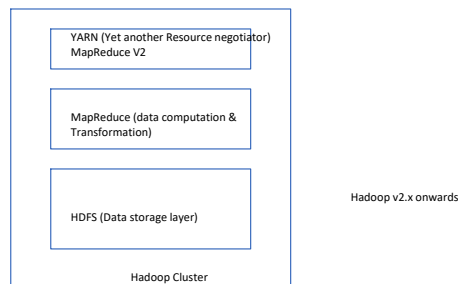 YARN (Yet another Resource negotiator)
MapReduce V2
MapReduce (data computation &
Transformation)
HDFS (Data storage layer)
Hadoop v2.x onwards
Hadoop Cluster